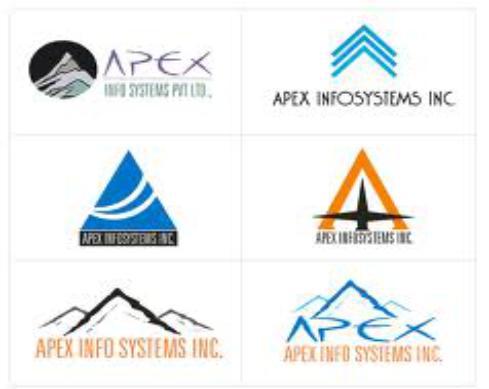 APEX
INFO SYSTEMS PVT LTD.,
APEX INFOSYSTEMS INC
APEX INFOSYSTEMS INC.
APEX INFOSYSTEMS INC.
APEX INFO SYSTEMS INC.
APEX
APEX INFO SYSTEMS INC.